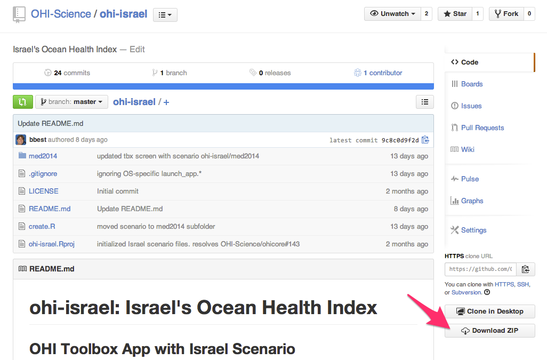 OHI-Science / ohi-israel
Unwatch 2 Star 1 Fork 0
Israel's Ocean Health Index — Edit
24 commits 1 branch 0 releases 1 contributor
branch: master ohi-israel / +
Update README.md
bbest authored 8 days ago latest commit 9c8c0d9f2d
med2014 updated tbx screen with scenario ohi-israel/med2014 13 days ago
.gitignore ignoring OS-specific launch_app.* 13 days ago
LICENSE Initial commit 2 months ago
README.md Update README.md 8 days ago
create.R moved scenario to med2014 subfolder 13 days ago
ohi-israel.Rproj initialized Israel scenario files. resolves OHI-Science/ohicore#143 2 months ago
README.md
ohi-israel: Israel's Ocean Health Index
OHI Toolbox App with Israel Scenario
Code
Boards
Issues
Pull Requests
Wiki
Pulse
Graphs
Settings
HTTPS clone URL
https://github.com/
You can clone with HTTPS, SSH,
or Subversion.
Clone in Desktop
Download ZIP